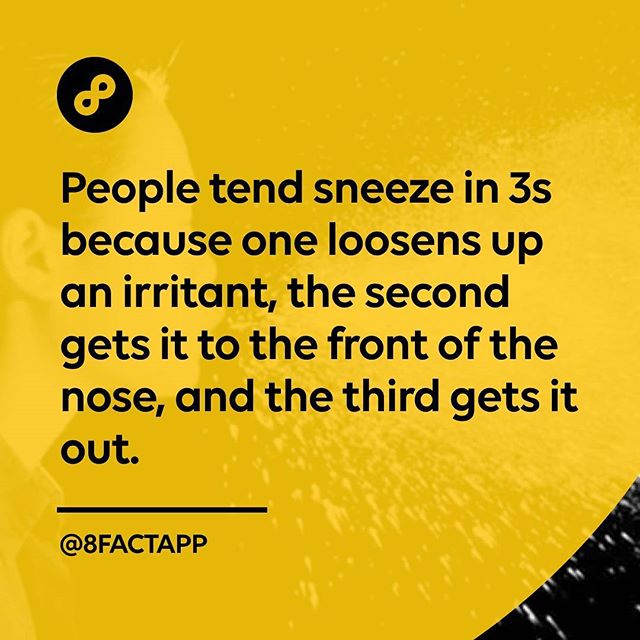 People tend sneeze in 3s
because one loosens up
an irritant, the second
gets it to the front of the
nose, and the third gets it
out.
@8FACTAPP